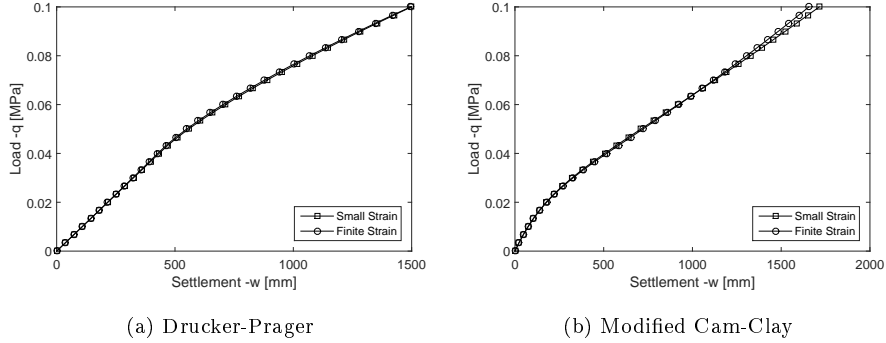 0.1
0.08
0.06
0.04
0.02
0
Load -q [MPa]
0 500 1000 1500
Settlement -w [mm]
Small Strain
Finite Strain
(a) Drucker-Prager
0.1
0.08
0.06
0.04
0.02
0
Load -q [MPa]
0 500 1000 1500 2000
Settlement -w [mm]
Small Strain
Finite Strain
(b) Modified Cam-Clay